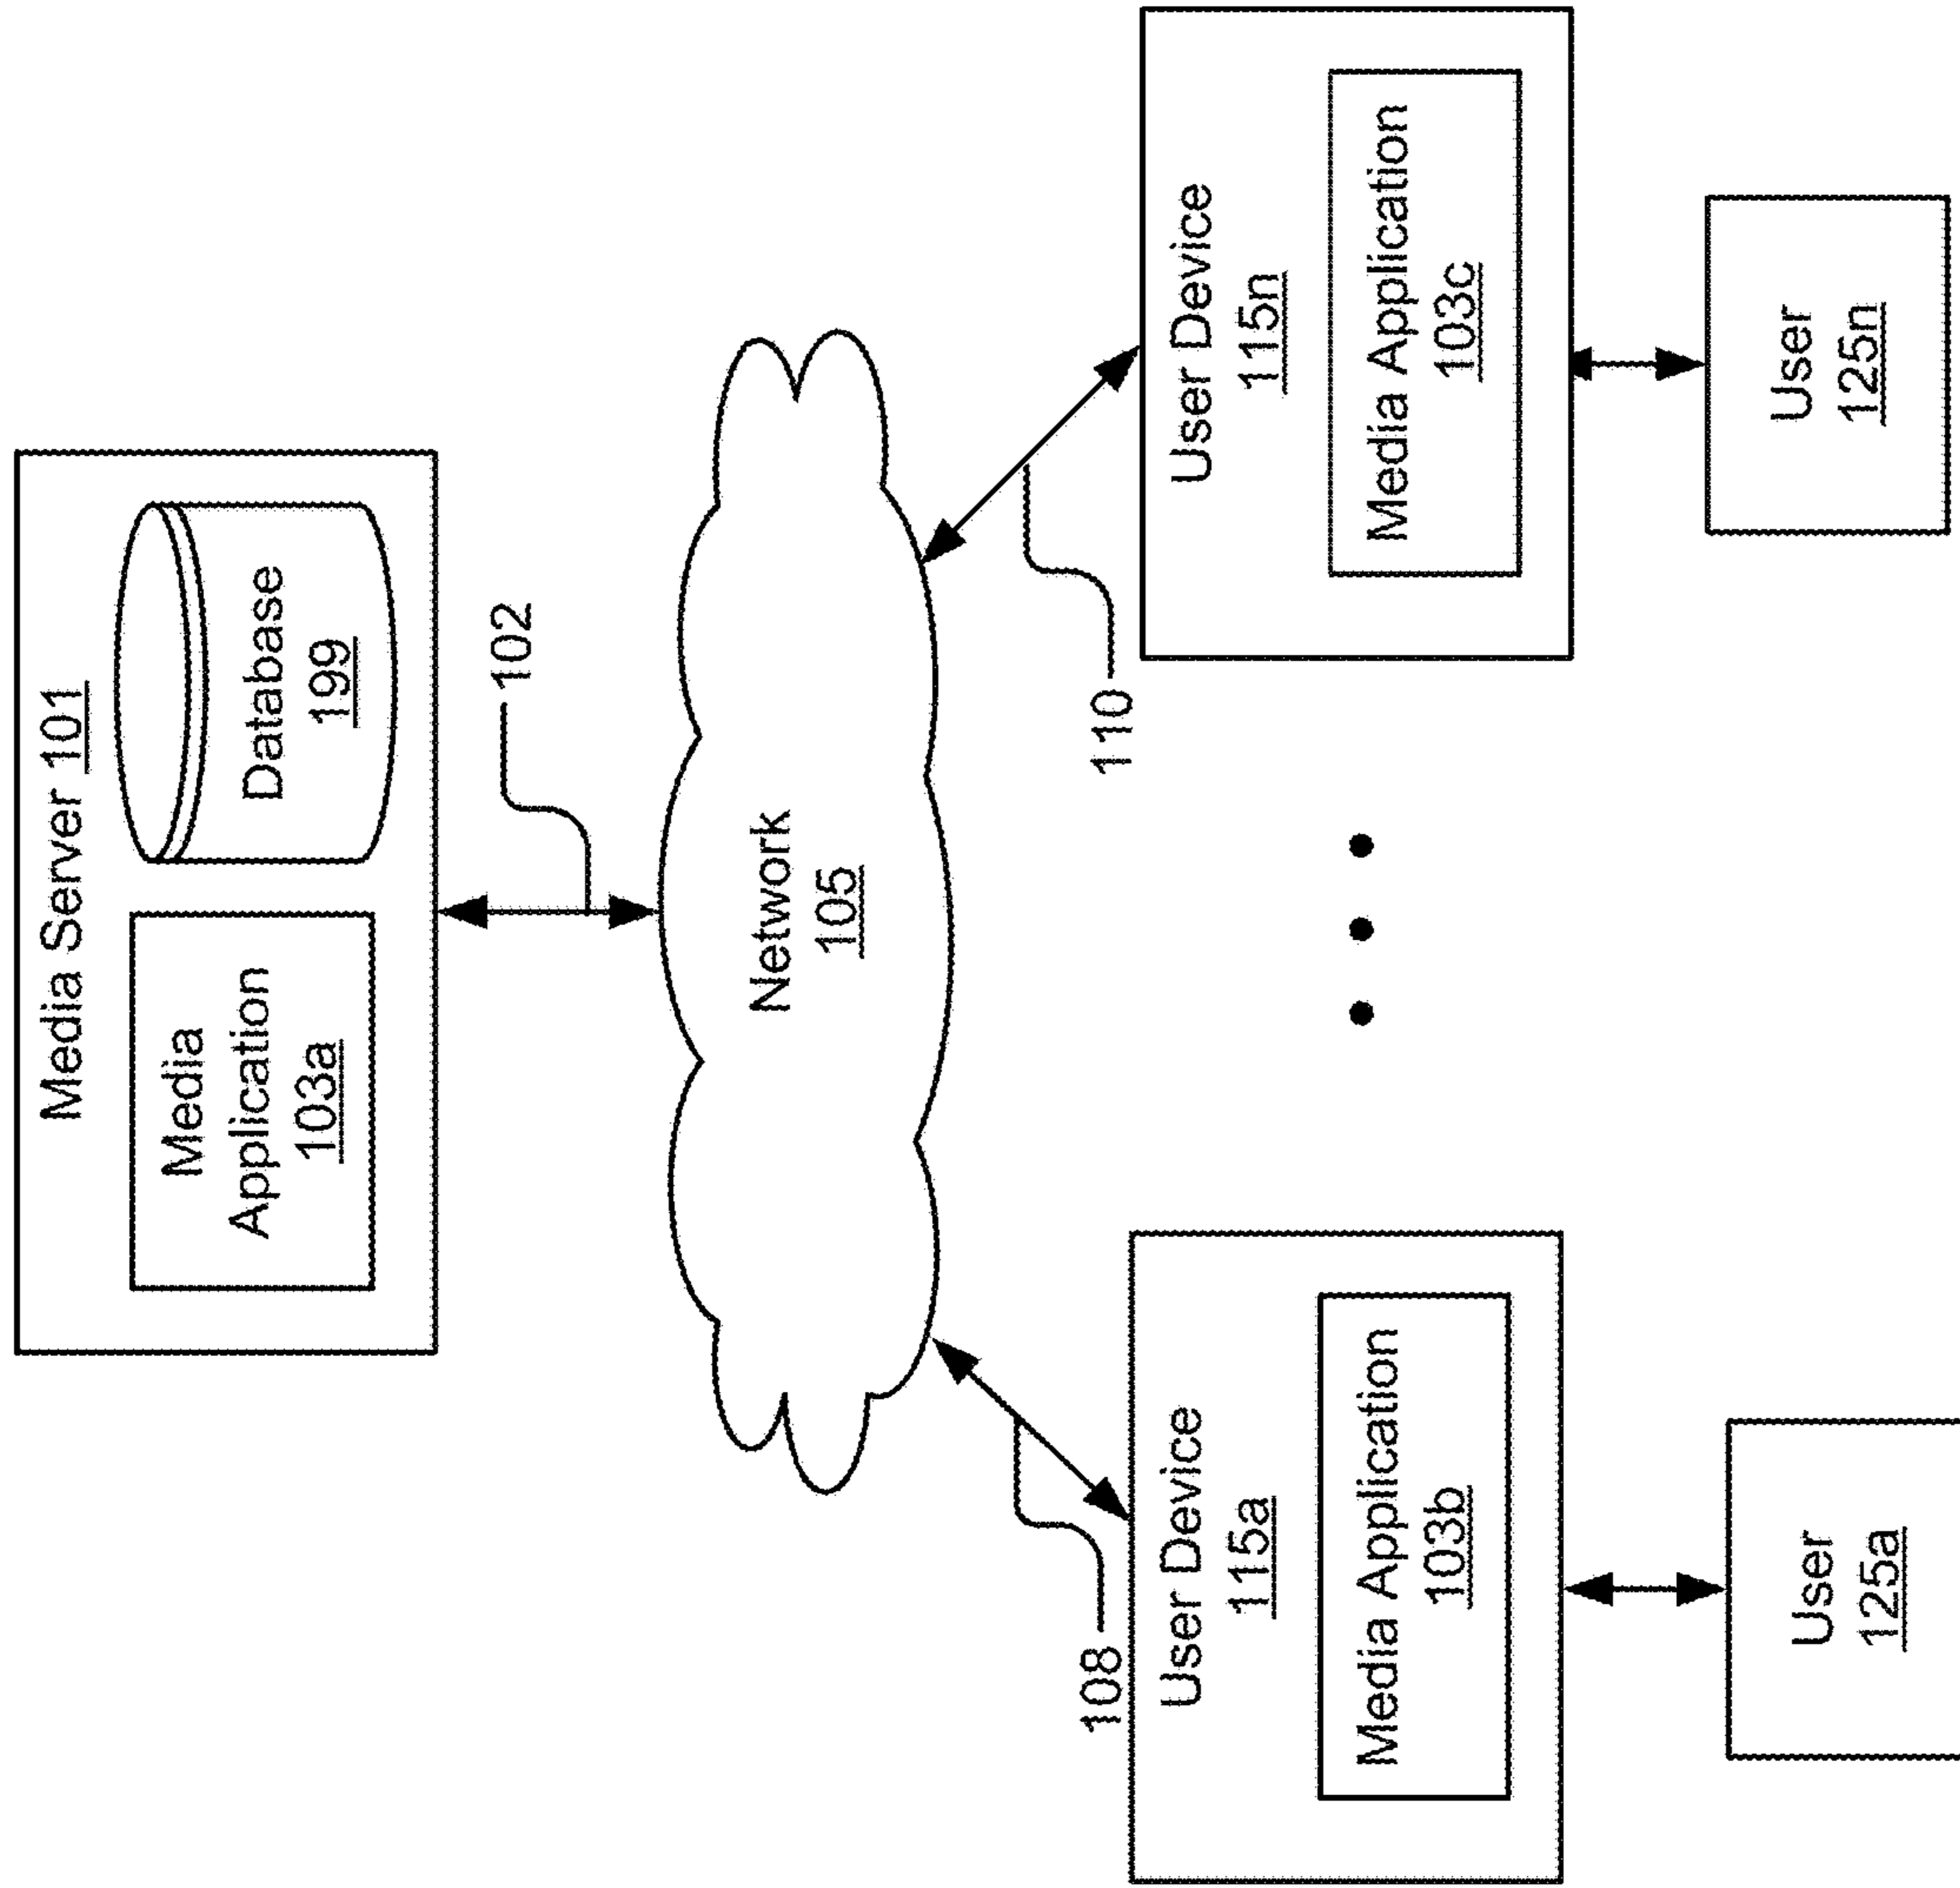 Media Server 101
Media
Application
103a
Database
199
102
Network
105
108
110
User Device
115a
Media Application
103b
User Device
115n
Media Application
103c
User
125a
User
125n